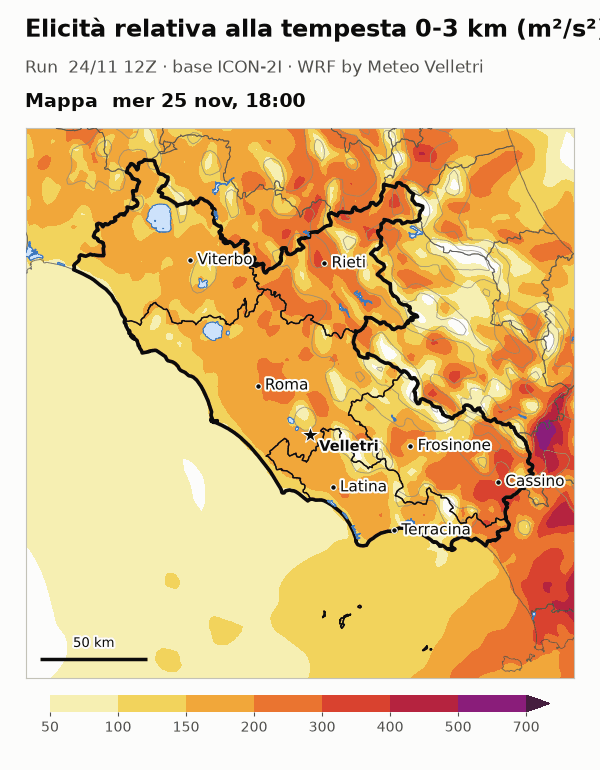 Elicità relativa alla tempesta 0-3 km (m²/s²)
Run  24/11 12Z · base ICON-2I · WRF by Meteo Velletri
Mappa  mer 25 nov, 18:00
Viterbo
Rieti
Roma
Velletri
Frosinone
Cassino
Latina
Terracina
50 km
50 100 150 200 300 400 500 700